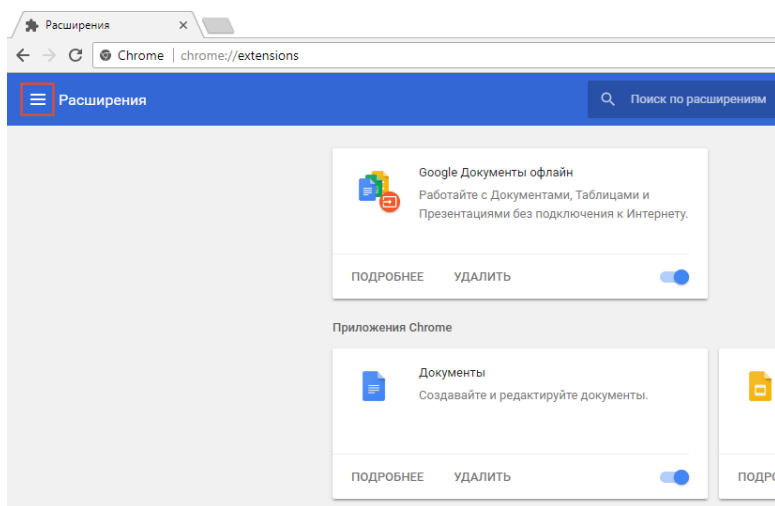 Расширения
Chrome | chrome://extensions
Расширения
Поиск по расширениям
Google Документы офлайн
Работайте с Документами, Таблицами и
Презентациями без подключения к Интернету.
ПОДРОБНЕЕ УДАЛИТЬ
Приложения Chrome
Документы
Создавайте и редактируйте документы.
ПОДРОБНЕЕ УДАЛИТЬ